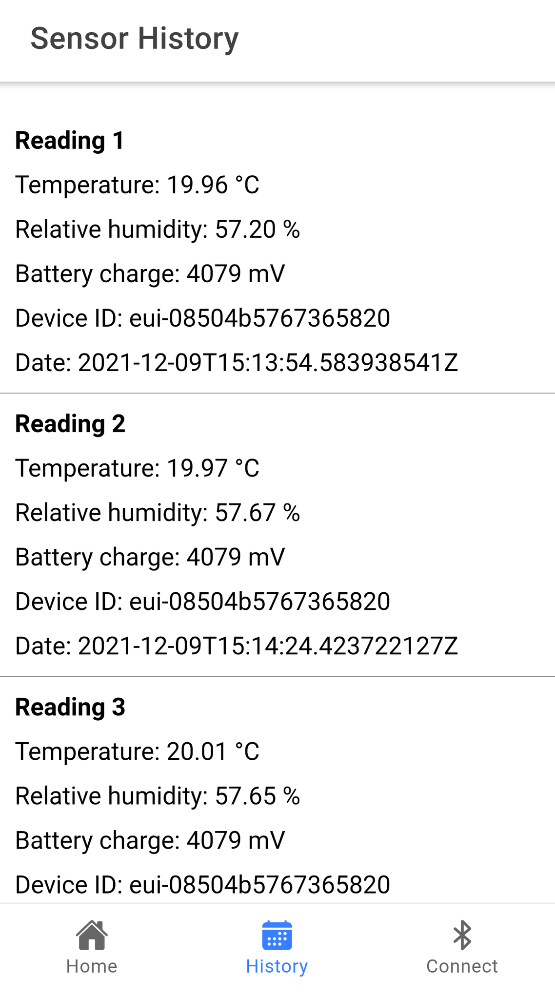 Sensor History
Reading 1
Temperature: 19.96 °C
Relative humidity: 57.20 %
Battery charge: 4079 mV
Device ID: eui-08504b5767365820
Date: 2021-12-09T15:13:54.583938541Z
Reading 2
Temperature: 19.97 °C
Relative humidity: 57.67 %
Battery charge: 4079 mV
Device ID: eui-08504b5767365820
Date: 2021-12-09T15:14:24.423722127Z
Reading 3
Temperature: 20.01 °C
Relative humidity: 57.65 %
Battery charge: 4079 mV
Device ID: eui-08504b5767365820
Home
History
Connect